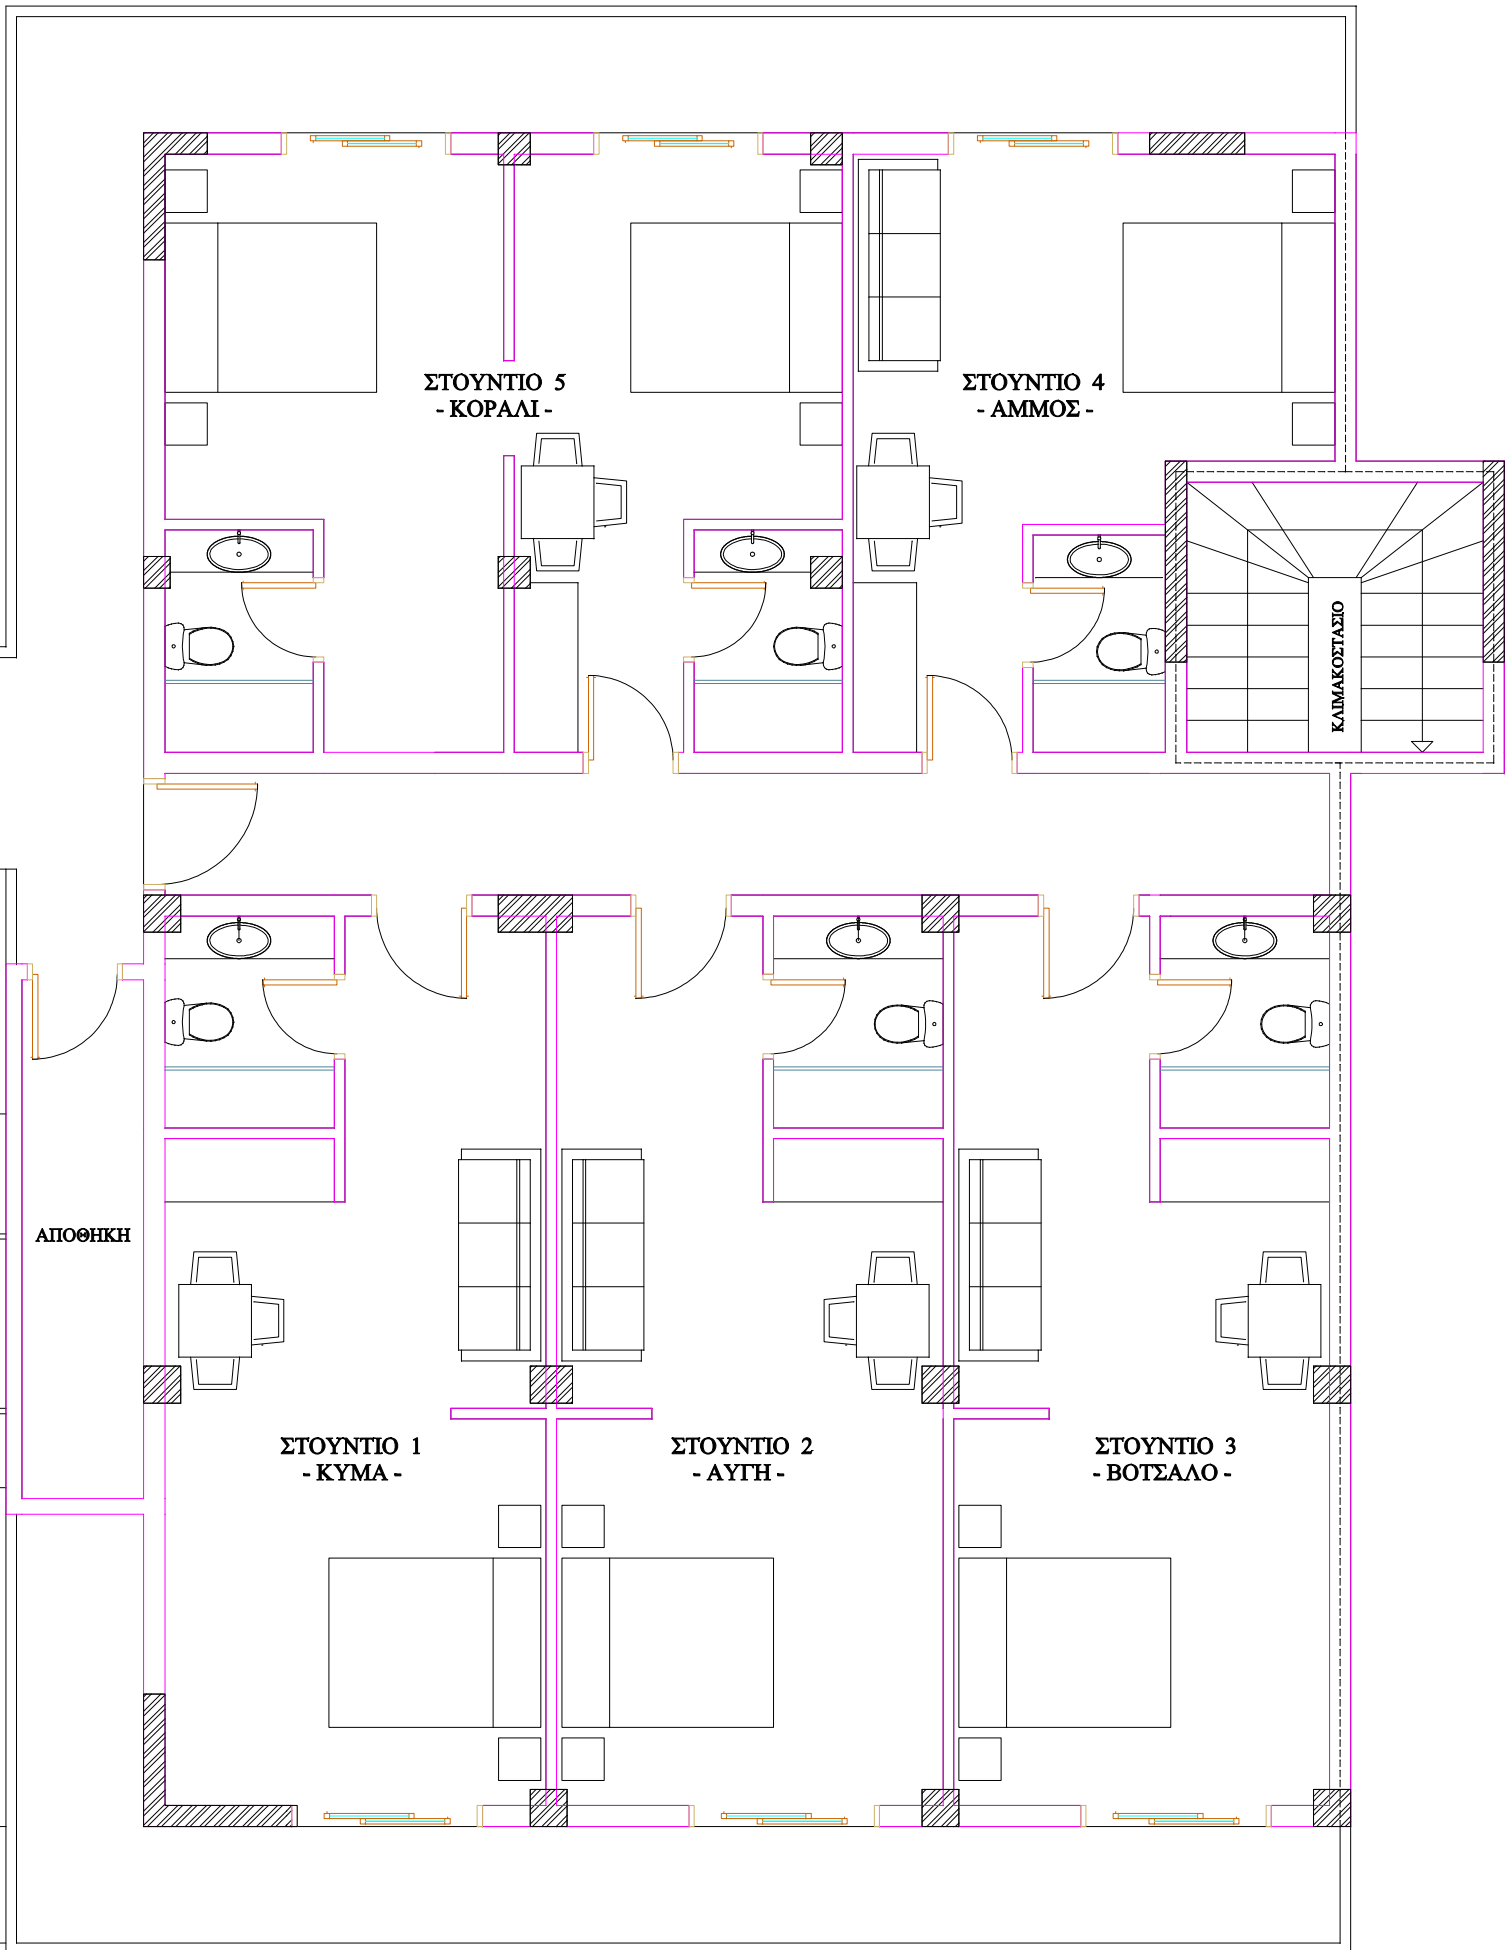 ΣΤΟΥΝΤΙΟ 5
- ΚΟΡΑΛΙ -
ΣΤΟΥΝΤΙΟ 4
- ΑΜΜΟΣ -
ΚΛΙΜΑΚΟΣΤΑΣΙΟ
ΑΠΟΘΗΚΗ
ΣΤΟΥΝΤΙΟ 1
- ΚΥΜΑ -
ΣΤΟΥΝΤΙΟ 2
- ΑΥΓΗ -
ΣΤΟΥΝΤΙΟ 3
- ΒΟΤΣΑΛΟ -